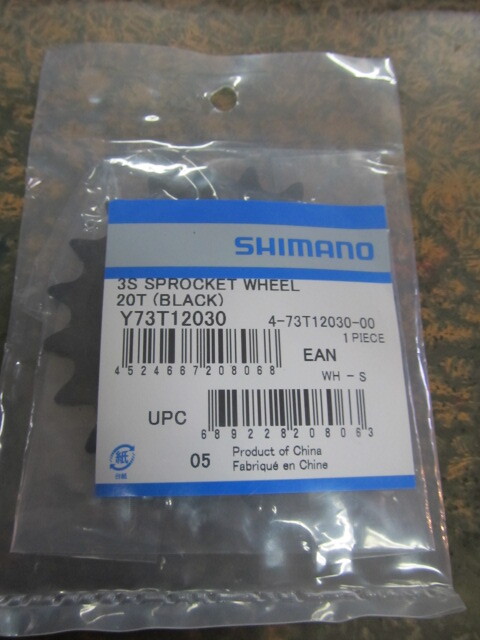 SHIMANO
3S SPROCKET WHEEL
20T (BLACK)
Y73T12030 4-73T12030-00
1 PIECE
4524667208068 EAN
WH - S
UPC 689228208063
紙
05 Product of China
Fabriqué en Chine